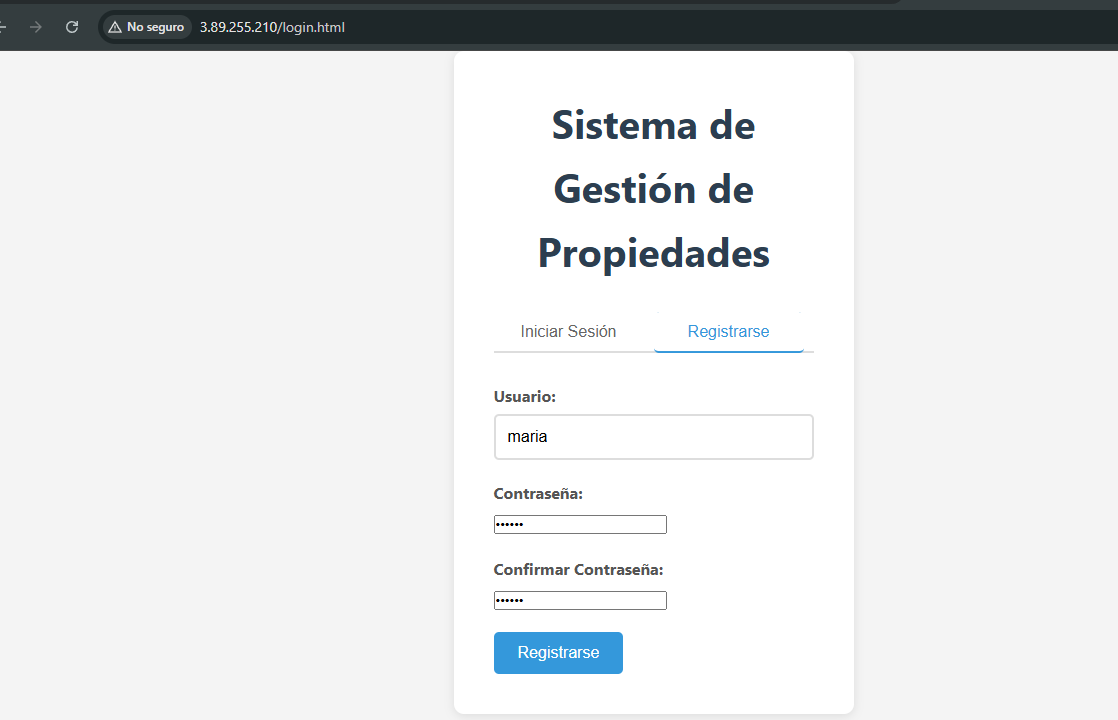 No seguro 3.89.255.210/login.html
Sistema de
Gestión de
Propiedades
Iniciar Sesión Registrarse
Usuario:
maria
Contraseña:
••••••
Confirmar Contraseña:
••••••
Registrarse